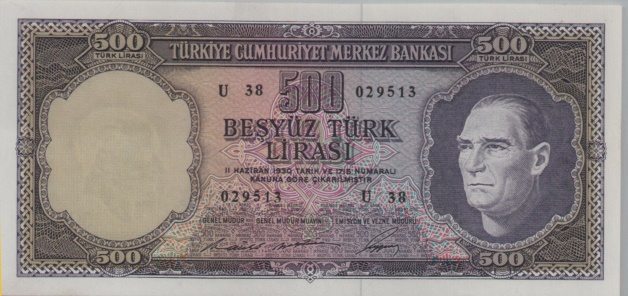 500 TÜRKİYE CUMHURİYET MERKEZ BANKASI 500
TÜRK LİRASI TÜRK LİRASI
U 38 500 029513
BEŞYÜZ TÜRK
LİRASI
11 HAZİRAN 1930 TARİH VE 1715 NUMARALI
KANUNA GÖRE ÇIKARILMIŞTIR
029513 U 38
GENEL MÜDÜR GENEL MÜDÜR MUAVİNİ EMİSYON VE VEZNE MÜDÜRÜ
500 500